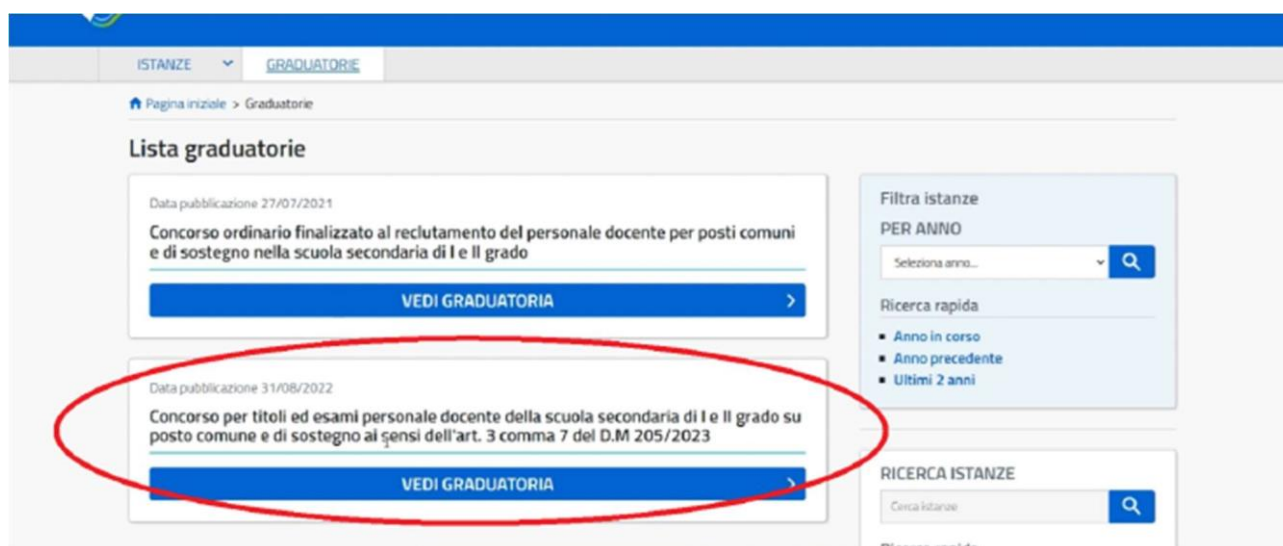 ISTANZE
GRADUATORIE
Pagina iniziale > Graduatorie
Lista graduatorie
Data pubblicazione 27/07/2021
Concorso ordinario finalizzato al reclutamento del personale docente per posti comuni
e di sostegno nella scuola secondaria di I e II grado
VEDI GRADUATORIA
Data pubblicazione 31/08/2022
Concorso per titoli ed esami personale docente della scuola secondaria di I e II grado su
posto comune e di sostegno ai sensi dell'art. 3 comma 7 del D.M 205/2023
VEDI GRADUATORIA
Filtra istanze
PER ANNO
Seleziona anno...
Ricerca rapida
Anno in corso
Anno precedente
Ultimi 2 anni
RICERCA ISTANZE
Cerca istanze